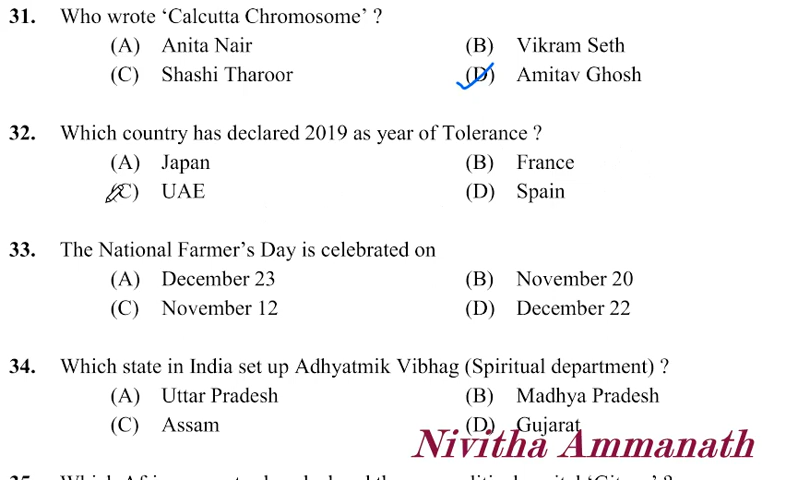 31. Who wrote ‘Calcutta Chromosome’ ?
(A) Anita Nair (B) Vikram Seth
(C) Shashi Tharoor (D) Amitav Ghosh
32. Which country has declared 2019 as year of Tolerance ?
(A) Japan (B) France
(C) UAE (D) Spain
33. The National Farmer’s Day is celebrated on
(A) December 23 (B) November 20
(C) November 12 (D) December 22
34. Which state in India set up Adhyatmik Vibhag (Spiritual department) ?
(A) Uttar Pradesh (B) Madhya Pradesh
(C) Assam (D) Gujarat
Nivitha Ammanath